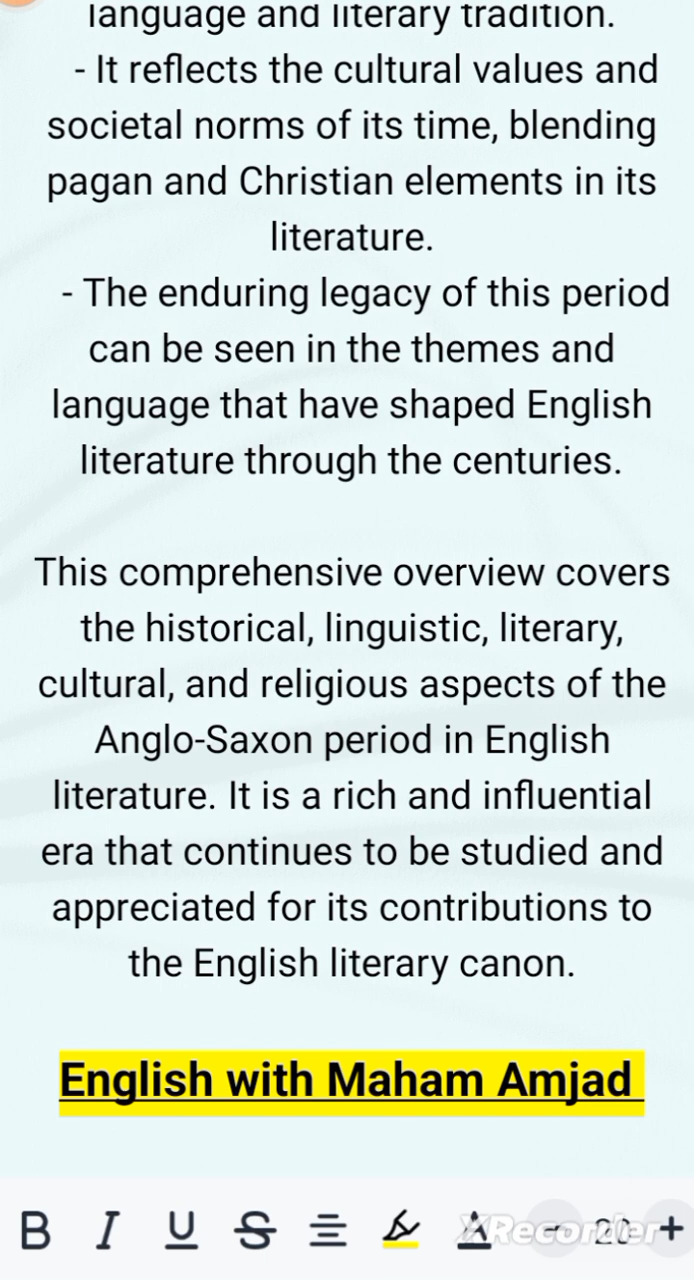 language and literary tradition.
- It reflects the cultural values and
societal norms of its time, blending
pagan and Christian elements in its
literature.
- The enduring legacy of this period
can be seen in the themes and
language that have shaped English
literature through the centuries.
This comprehensive overview covers
the historical, linguistic, literary,
cultural, and religious aspects of the
Anglo-Saxon period in English
literature. It is a rich and influential
era that continues to be studied and
appreciated for its contributions to
the English literary canon.
English with Maham Amjad
B I U S A - 20 +
XRecorder